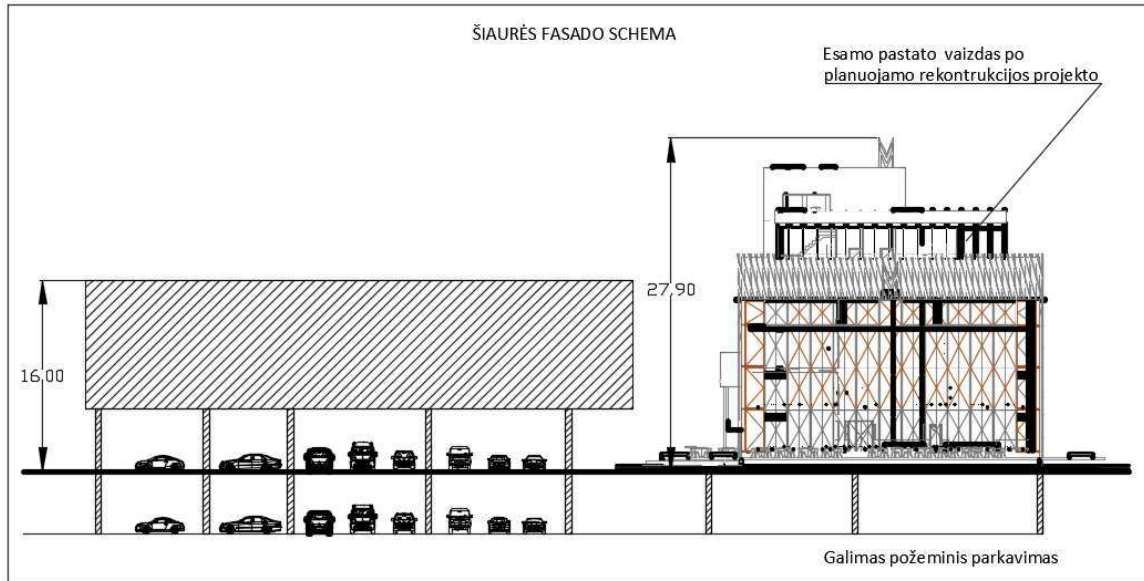 ŠIAURĖS FASADO SCHEMA
Esamo pastato vaizdas po
planuojamo rekontrukcijos projekto
27,90
16,00
Galimas požeminis parkavimas